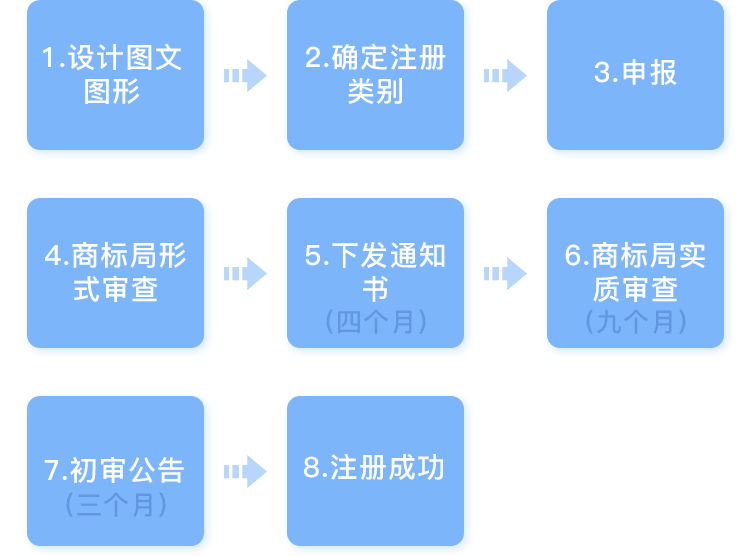 1.设计图文
图形
2.确定注册
类别
3.申报
4.商标局形
式审查
5.下发通知
书
(四个月)
6.商标局实
质审查
(九个月)
7.初审公告
(三个月)
8.注册成功